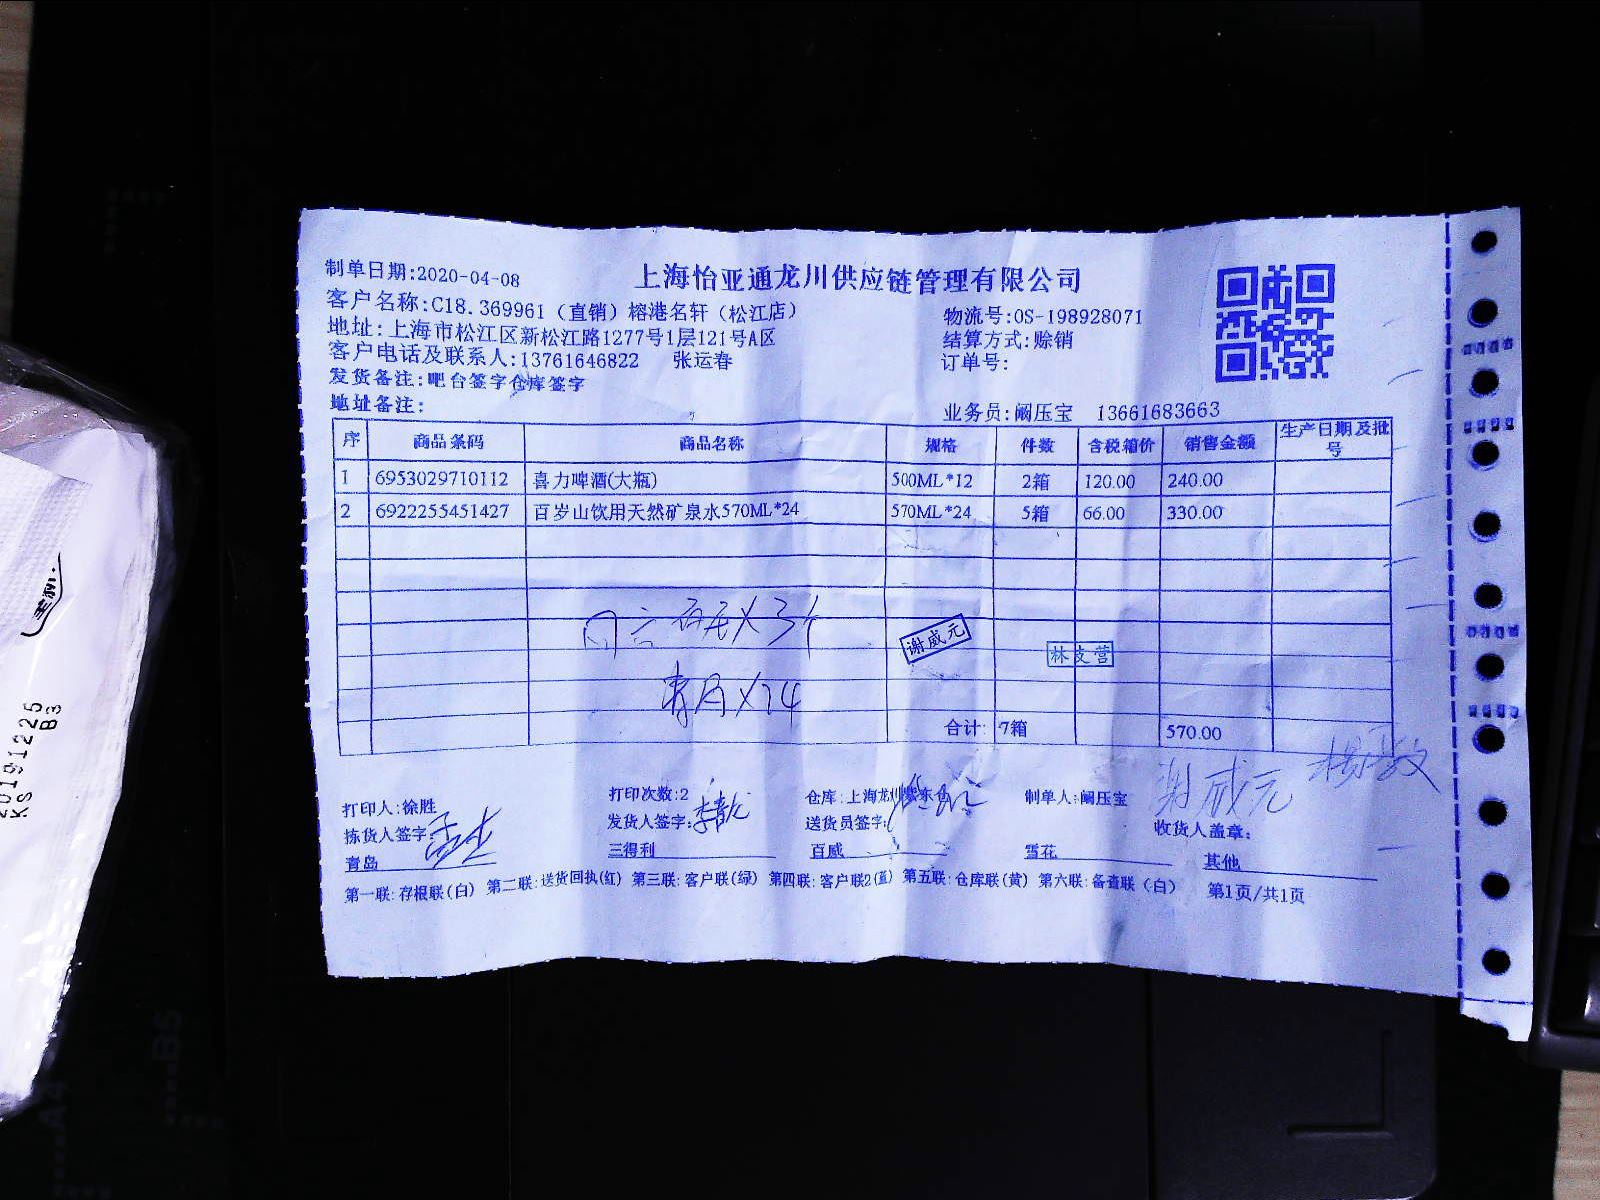 制单日期:2020-04-08
上海怡亚通龙川供应链管理有限公司
客户名称:C18.369961（直销）榕港名轩（松江店）
物流号:OS-198928071
地址:上海市松江区新松江路1277号1层121号A区
结算方式:赊销
客户电话及联系人:13761646822 张运春
订单号:
发货备注:吧台签字仓库签字
地址备注:
业务员:阚压宝 13661683663
序 商品条码 商品名称 规格 件数 含税箱价 销售金额 生产日期及批号
1 6953029710112 喜力啤酒(大瓶) 500ML*12 2箱 120.00 240.00
2 6922255451427 百岁山饮用天然矿泉水570ML*24 570ML*24 5箱 66.00 330.00
谢威元
林友营
X24
合计: 7箱 570.00
谢威元
打印人:徐胜 打印次数:2 制单人:阚压宝
拣货人签字: 发货人签字: 送货员签字: 收货人盖章:
青岛 三得利 百威 雪花 其他
第一联:存根联(白) 第二联:送货回执(红) 第三联:客户联(绿) 第四联:客户联2(蓝) 第五联:仓库联(黄) 第六联:备查联(白) 第1页/共1页
20191225
KS B3